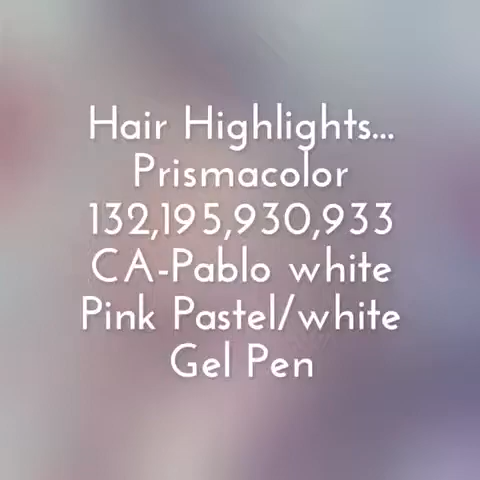 Hair Highlights...
Prismacolor
132,195,930,933
CA-Pablo white
Pink Pastel/white
Gel Pen